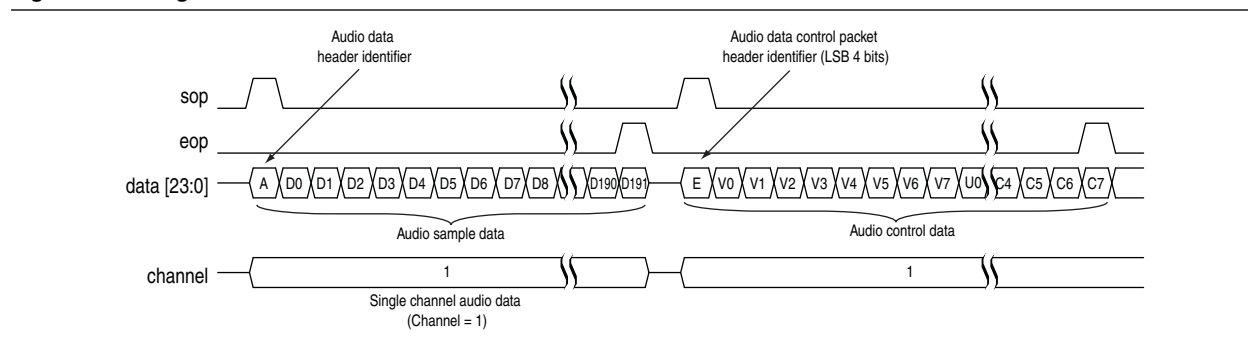 Audio data
header identifier
Audio data control packet
header identifier (LSB 4 bits)
sop
eop
data [23:0] A D0 D1 D2 D3 D4 D5 D6 D7 D8 D190 D191 E V0 V1 V2 V3 V4 V5 V6 V7 U0 C4 C5 C6 C7
Audio sample data Audio control data
channel 1 1
Single channel audio data
(Channel = 1)